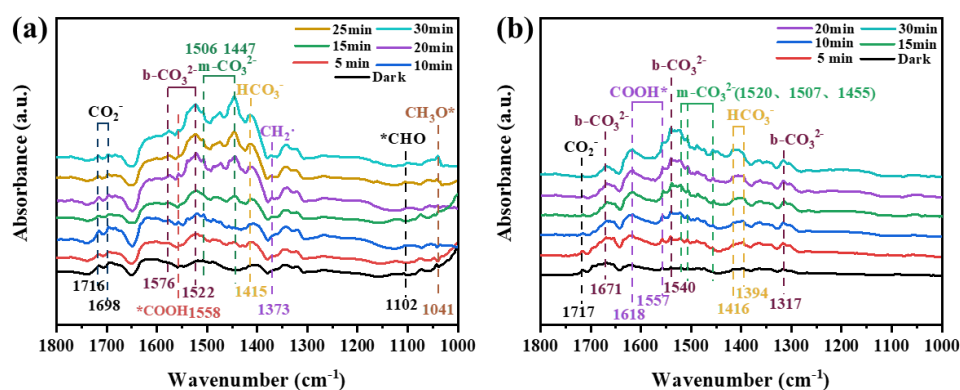 (a)
25min 30min
15min 20min
5 min 10min
Dark
1506 1447
m-CO₃²⁻
b-CO₃²⁻
HCO₃⁻
CO₂⁻
CH₂·
CH₃O*
*CHO
1716
1698
1576
1522
*COOH
1558
1415
1373
1102
1041
Absorbance (a.u.)
1800 1700 1600 1500 1400 1300 1200 1100 1000
Wavenumber (cm⁻¹)
(b)
20min 30min
10min 15min
5 min Dark
b-CO₃²⁻
COOH*
m-CO₃²⁻(1520、1507、1455)
b-CO₃²⁻
HCO₃⁻
b-CO₃²⁻
CO₂⁻
1717
1671
1618
1557
1540
1416
1394
1317
Absorbance (a.u.)
1800 1700 1600 1500 1400 1300 1200 1100 1000
Wavenumber (cm⁻¹)